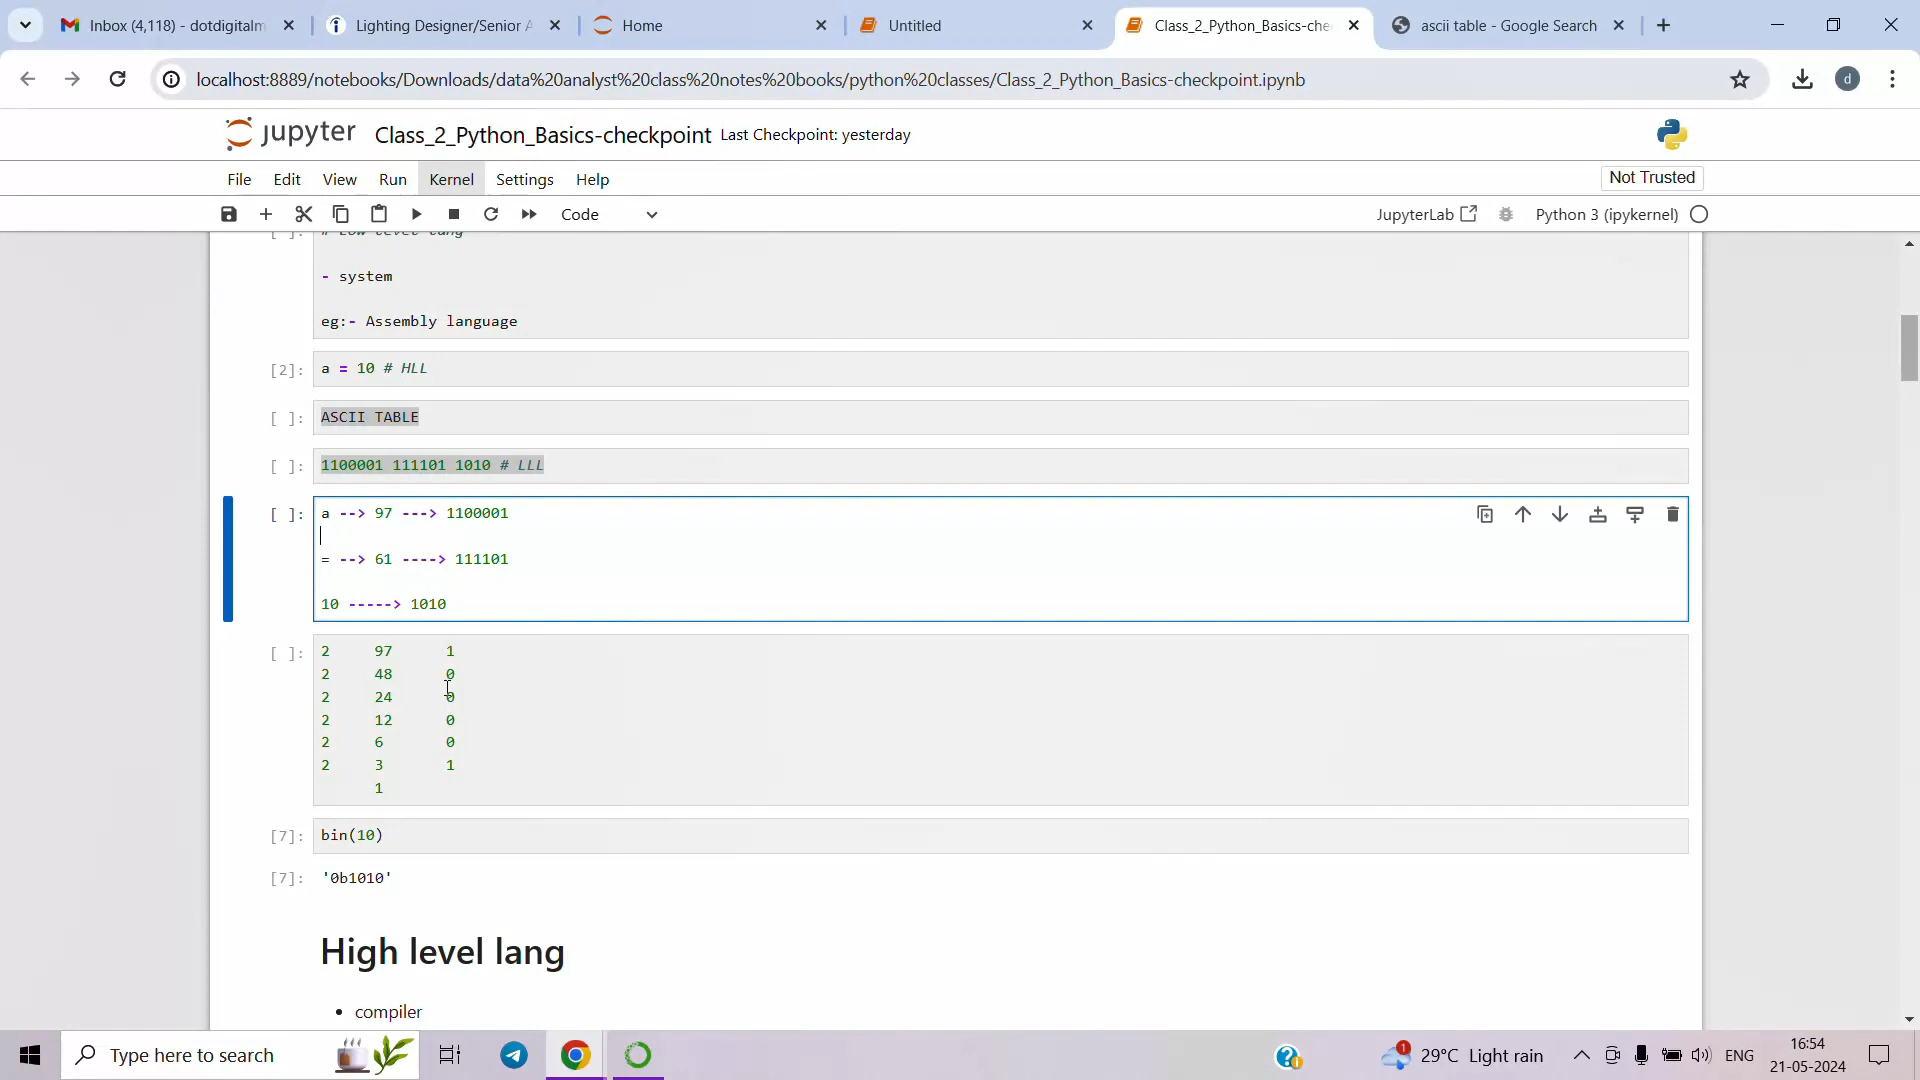 Inbox (4,118) - dotdigitalm
Lighting Designer/Senior A
Home
Untitled
Class_2_Python_Basics-che
ascii table - Google Search
localhost:8889/notebooks/Downloads/data%20analyst%20class%20notes%20books/python%20classes/Class_2_Python_Basics-checkpoint.ipynb
d
jupyter Class_2_Python_Basics-checkpoint Last Checkpoint: yesterday
File Edit View Run Kernel Settings Help
Not Trusted
Code
JupyterLab
Python 3 (ipykernel)
[ ]: # Low level lang
- system
eg:- Assembly language
[2]: a = 10 # HLL
[ ]: ASCII TABLE
[ ]: 1100001 111101 1010 # LLL
[ ]: a --> 97 ---> 1100001
= --> 61 ----> 111101
10 -----> 1010
[ ]: 2 97 1
2 48 0
2 24 0
2 12 0
2 6 0
2 3 1
1
[7]: bin(10)
[7]: '0b1010'
High level lang
• compiler
Type here to search
1
29°C Light rain
ENG
16:54
21-05-2024